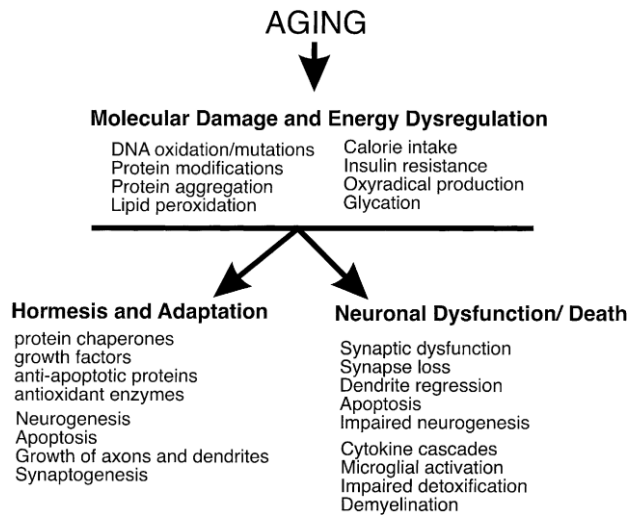 AGING
Molecular Damage and Energy Dysregulation
DNA oxidation/mutations
Protein modifications
Protein aggregation
Lipid peroxidation
Calorie intake
Insulin resistance
Oxyradical production
Glycation
Hormesis and Adaptation
protein chaperones
growth factors
anti-apoptotic proteins
antioxidant enzymes
Neurogenesis
Apoptosis
Growth of axons and dendrites
Synaptogenesis
Neuronal Dysfunction/ Death
Synaptic dysfunction
Synapse loss
Dendrite regression
Apoptosis
Impaired neurogenesis
Cytokine cascades
Microglial activation
Impaired detoxification
Demyelination